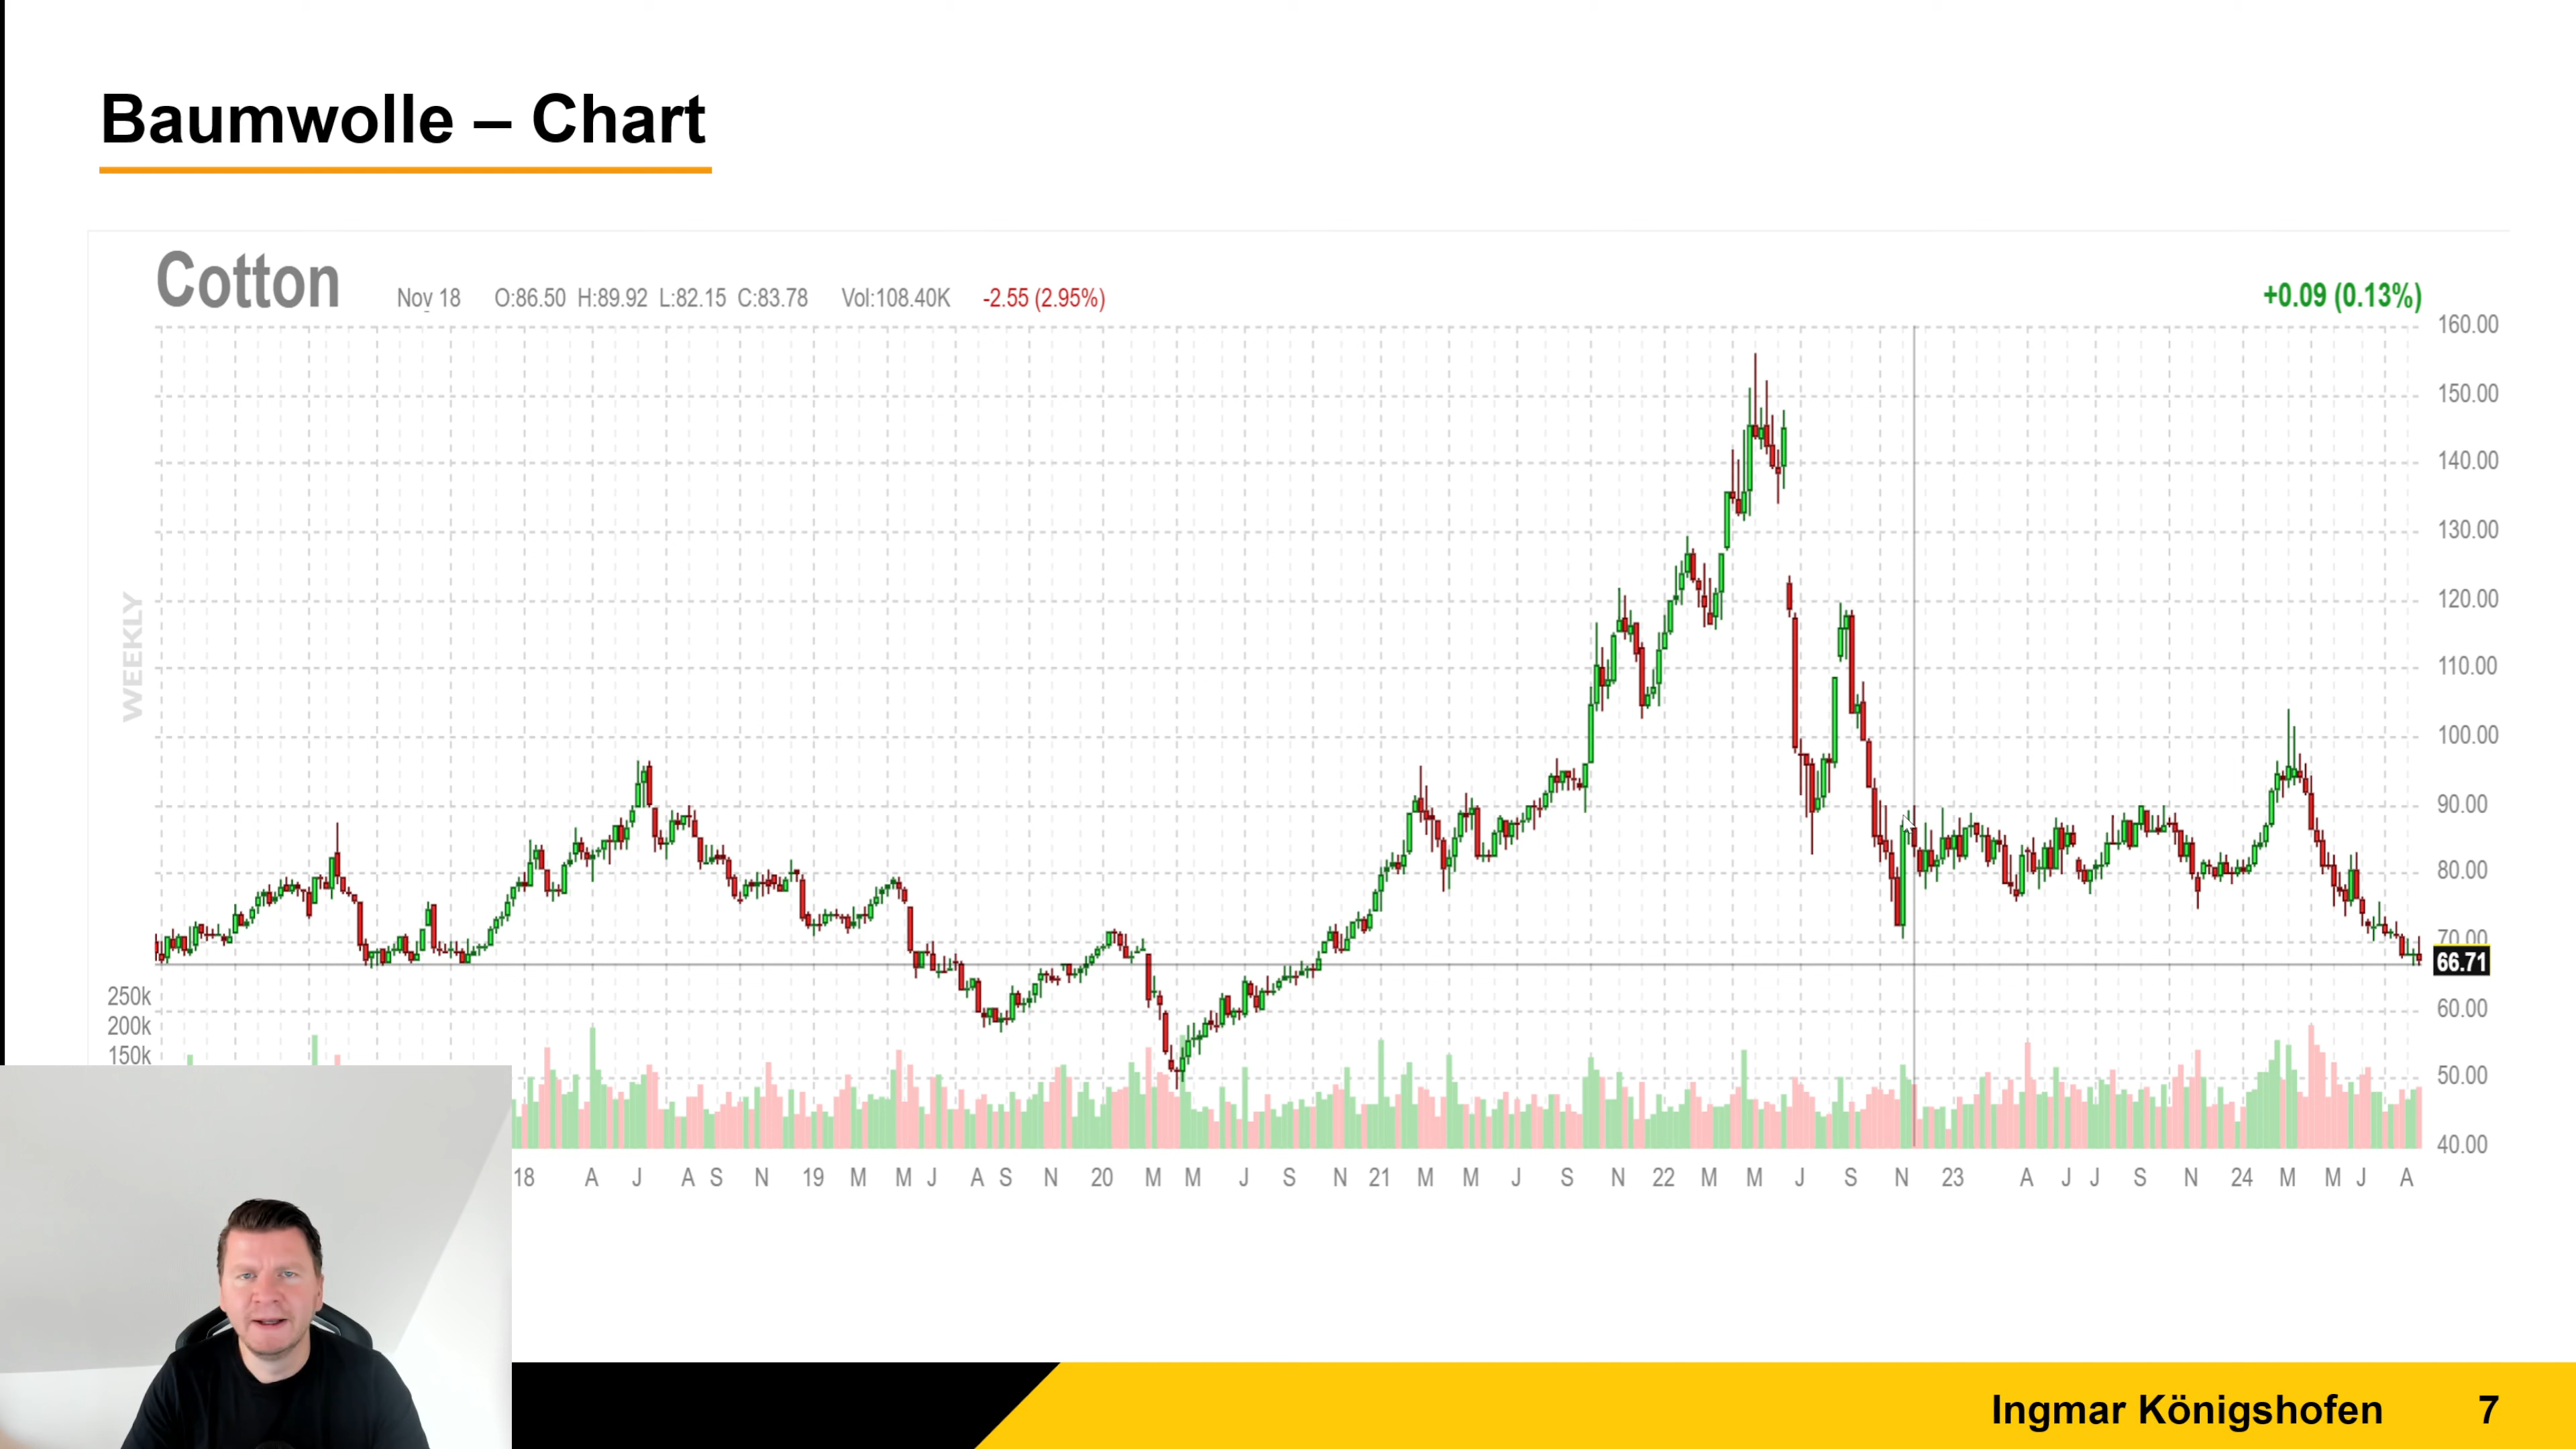 Baumwolle – Chart
Cotton Nov 18 O:86.50 H:89.92 L:82.15 C:83.78 Vol:108.40K -2.55 (2.95%) +0.09 (0.13%)
160.00
150.00
140.00
130.00
120.00
110.00
100.00
90.00
80.00
70.00
66.71
60.00
50.00
40.00
WEEKLY
250k
200k
150k
18 A J A S N 19 M M J A S N 20 M M J S N 21 M M J S N 22 M M J S N 23 A J J S N 24 M M J A
Ingmar Königshofen 7